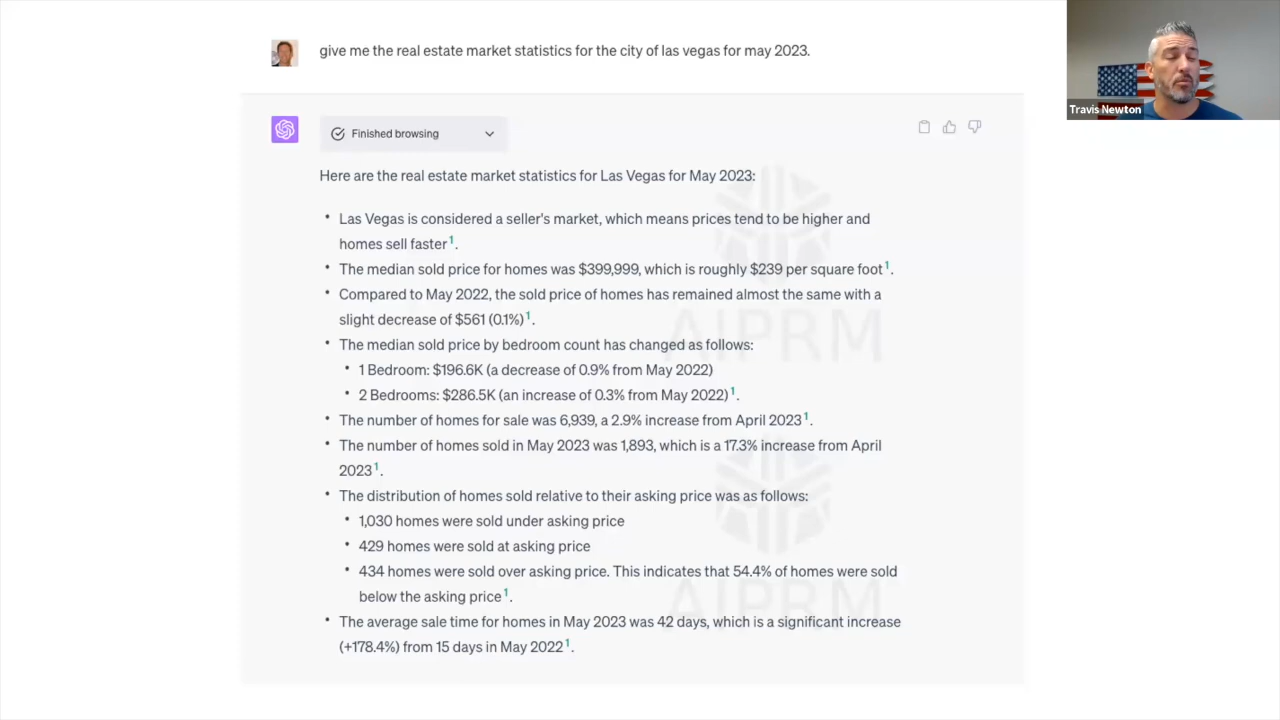 give me the real estate market statistics for the city of las vegas for may 2023.
Travis Newton
Finished browsing
Here are the real estate market statistics for Las Vegas for May 2023:
• Las Vegas is considered a seller's market, which means prices tend to be higher and
homes sell faster1.
• The median sold price for homes was $399,999, which is roughly $239 per square foot1.
• Compared to May 2022, the sold price of homes has remained almost the same with a
slight decrease of $561 (0.1%)1.
• The median sold price by bedroom count has changed as follows:
• 1 Bedroom: $196.6K (a decrease of 0.9% from May 2022)
• 2 Bedrooms: $286.5K (an increase of 0.3% from May 2022)1.
• The number of homes for sale was 6,939, a 2.9% increase from April 20231.
• The number of homes sold in May 2023 was 1,893, which is a 17.3% increase from April
20231.
• The distribution of homes sold relative to their asking price was as follows:
• 1,030 homes were sold under asking price
• 429 homes were sold at asking price
• 434 homes were sold over asking price. This indicates that 54.4% of homes were sold
below the asking price1.
• The average sale time for homes in May 2023 was 42 days, which is a significant increase
(+178.4%) from 15 days in May 20221.
AIPRM
AIPRM